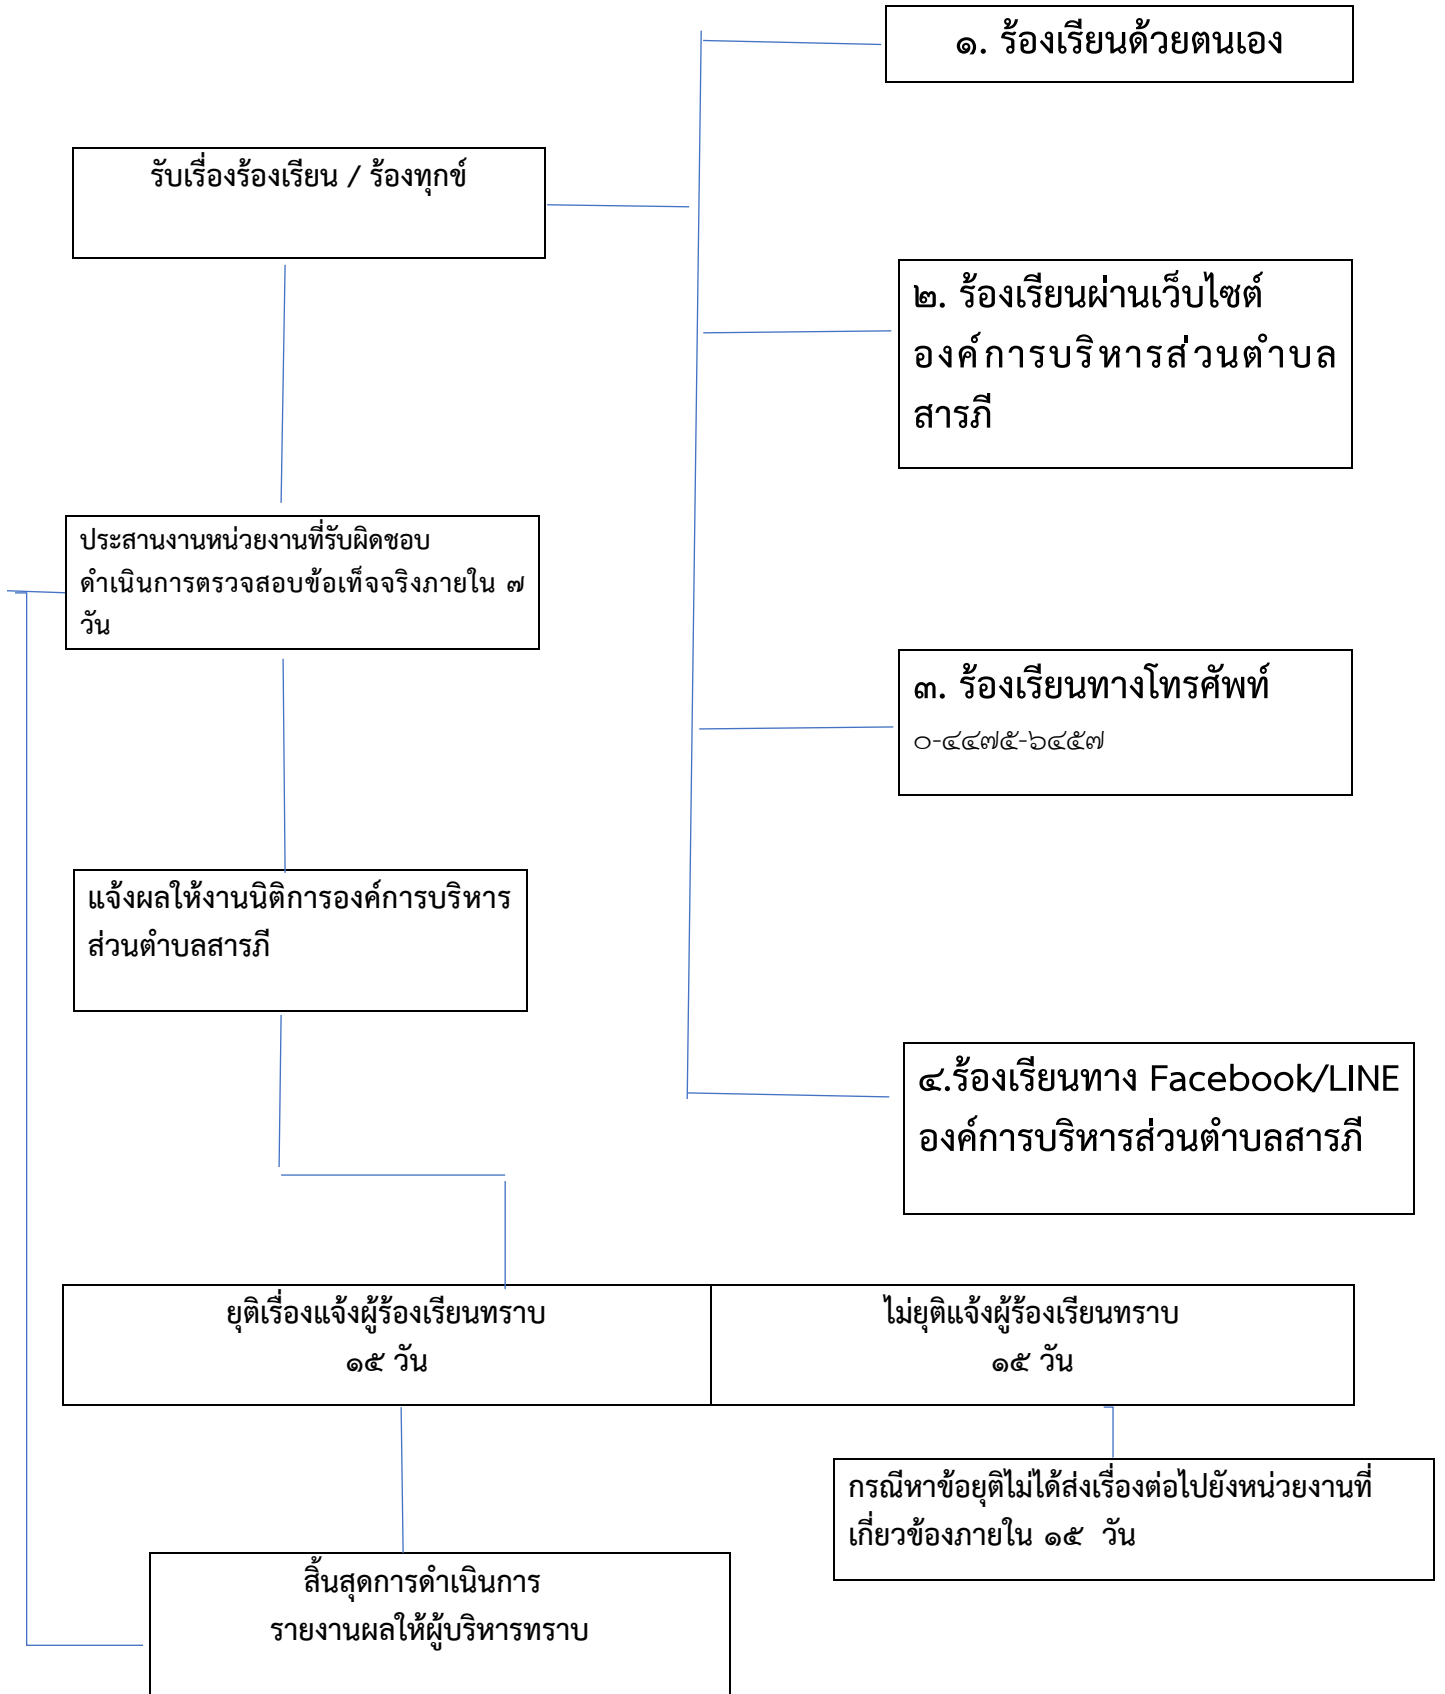 ๑. ร้องเรียนด้วยตนเอง
รับเรื่องร้องเรียน / ร้องทุกข์
๒. ร้องเรียนผ่านเว็บไซต์
องค์การบริหารส่วนตำบล
สารภี
ประสานงานหน่วยงานที่รับผิดชอบ
ดำเนินการตรวจสอบข้อเท็จจริงภายใน ๗
วัน
๓. ร้องเรียนทางโทรศัพท์
๐-๔๔๗๕-๖๔๕๗
แจ้งผลให้งานนิติการองค์การบริหาร
ส่วนตำบลสารภี
๔.ร้องเรียนทาง Facebook/LINE
องค์การบริหารส่วนตำบลสารภี
ยุติเรื่องแจ้งผู้ร้องเรียนทราบ
๑๕ วัน
ไม่ยุติแจ้งผู้ร้องเรียนทราบ
๑๕ วัน
กรณีหาข้อยุติไม่ได้ส่งเรื่องต่อไปยังหน่วยงานที่
เกี่ยวข้องภายใน ๑๕ วัน
สิ้นสุดการดำเนินการ
รายงานผลให้ผู้บริหารทราบ